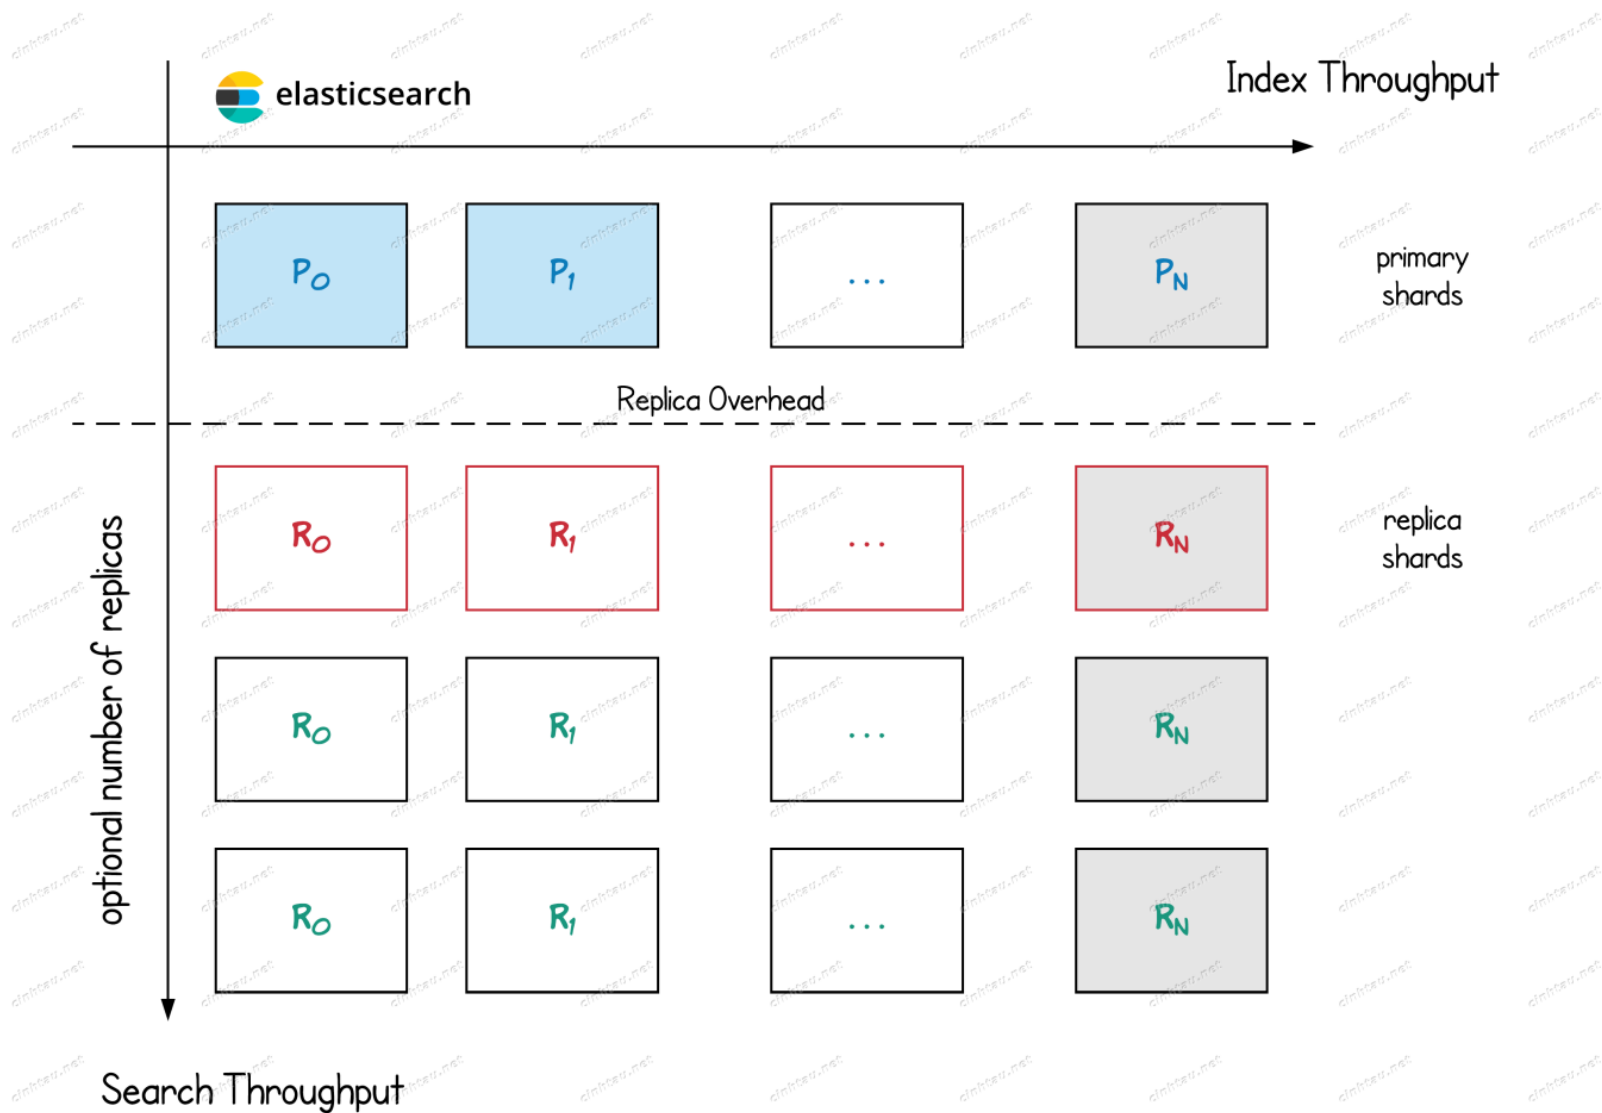 elasticsearch
Index Throughput
P0 P1 ... PN
primary
shards
Replica Overhead
R0 R1 ... RN
replica
shards
optional number of replicas
R0 R1 ... RN
R0 R1 ... RN
Search Throughput